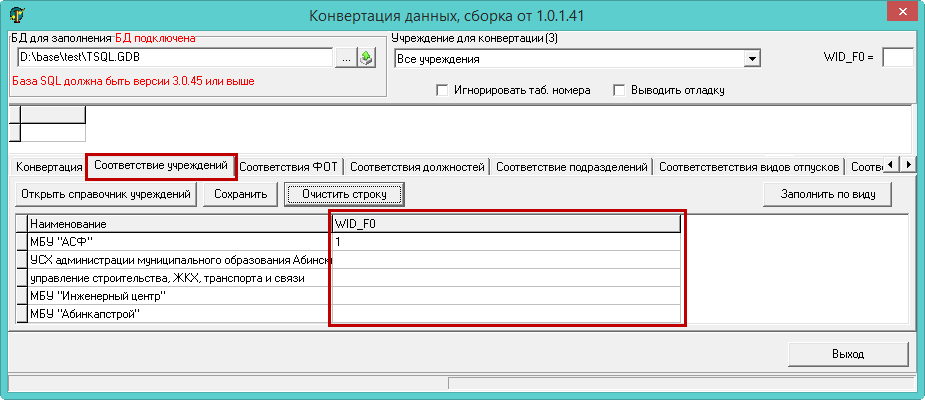 Конвертация данных, сборка от 1.0.1.41
БД для заполнения БД подключена
D:\base\test\TSQL.GDB
...
База SQL должна быть версии 3.0.45 или выше
Учреждение для конвертации (3)
Все учреждения
WID_F0 =
Игнорировать таб. номера
Выводить отладку
Конвертация
Соответствие учреждений
Соответствия ФОТ
Соответствия должностей
Соответствие подразделений
Соответстветствия видов отпусков
Соотв
Открыть справочник учреждений
Сохранить
Очистить строку
Заполнить по виду
Наименование WID_F0
МБУ "АСФ" 1
УСХ администрации муниципального образования Абинск
управление строительства, ЖКХ, транспорта и связи
МБУ "Инженерный центр"
МБУ "Абинкапстрой"
Выход